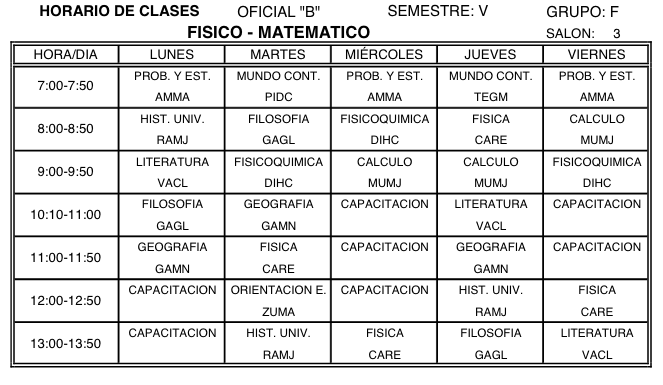 HORARIO DE CLASES OFICIAL "B" SEMESTRE: V GRUPO: F
FISICO - MATEMATICO SALON: 3
HORA/DIA LUNES MARTES MIÉRCOLES JUEVES VIERNES
7:00-7:50 PROB. Y EST. MUNDO CONT. PROB. Y EST. MUNDO CONT. PROB. Y EST.
AMMA PIDC AMMA TEGM AMMA
8:00-8:50 HIST. UNIV. FILOSOFIA FISICOQUIMICA FISICA CALCULO
RAMJ GAGL DIHC CARE MUMJ
9:00-9:50 LITERATURA FISICOQUIMICA CALCULO CALCULO FISICOQUIMICA
VACL DIHC MUMJ MUMJ DIHC
10:10-11:00 FILOSOFIA GEOGRAFIA CAPACITACION LITERATURA CAPACITACION
GAGL GAMN VACL
11:00-11:50 GEOGRAFIA FISICA CAPACITACION GEOGRAFIA CAPACITACION
GAMN CARE GAMN
12:00-12:50 CAPACITACION ORIENTACION E. CAPACITACION HIST. UNIV. FISICA
ZUMA RAMJ CARE
13:00-13:50 CAPACITACION HIST. UNIV. FISICA FILOSOFIA LITERATURA
RAMJ CARE GAGL VACL